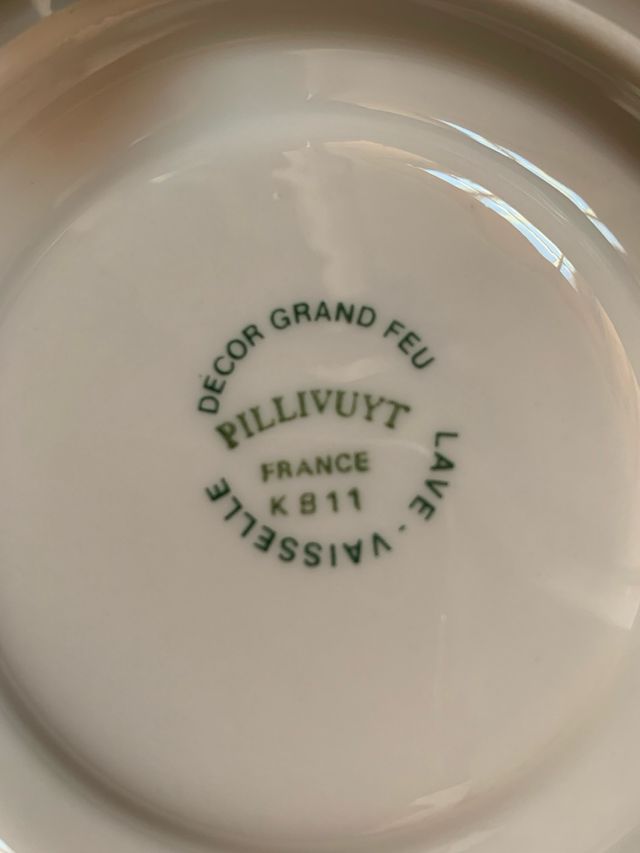 DÉCOR GRAND FEU
PILLIVUYT
FRANCE
K 811
LAVE - VAISSELLE